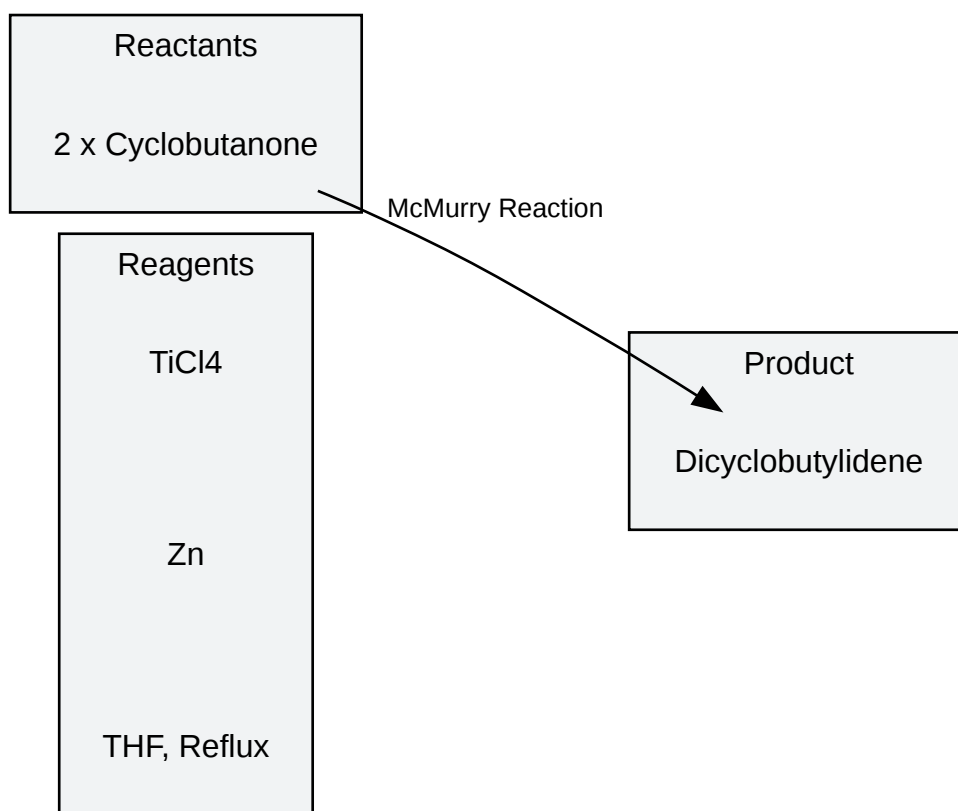 Reactants
2 x Cyclobutanone
McMurry Reaction
Reagents
TiCl4
Zn
THF, Reflux
Product
Dicyclobutylidene